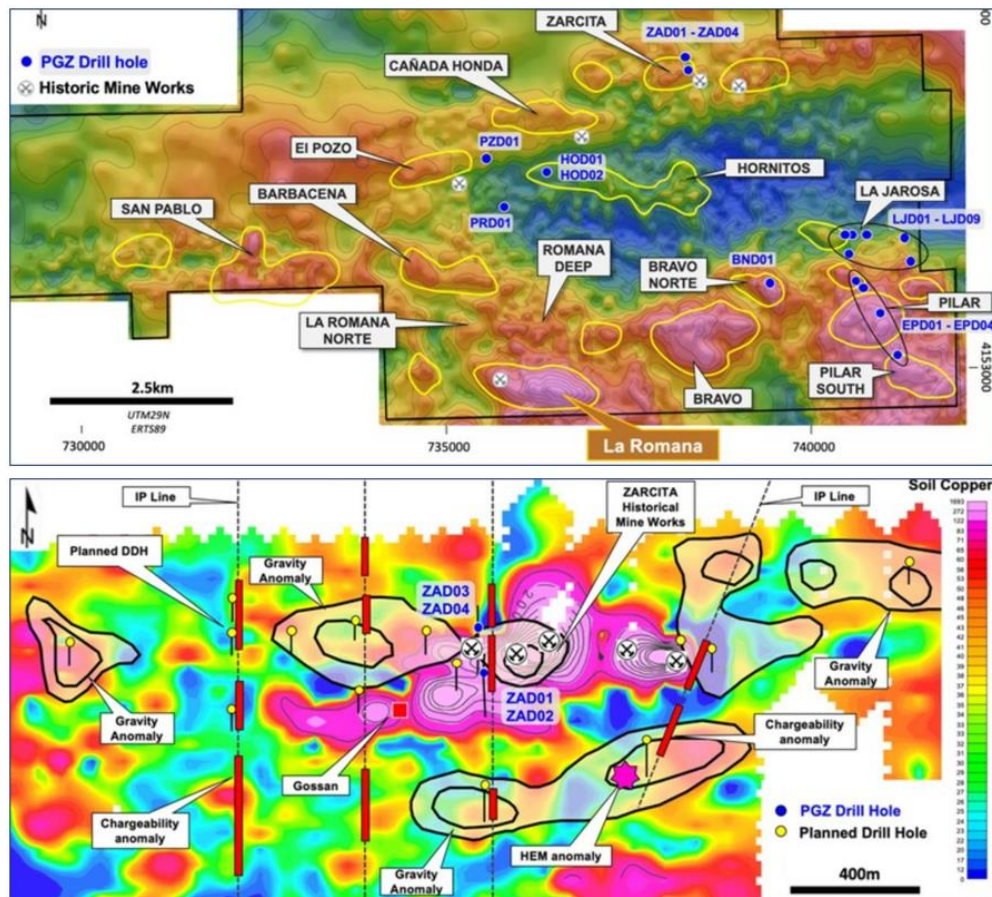 N
PGZ Drill hole
Historic Mine Works
ZARCITA
ZAD01 - ZAD04
00
CAÑADA HONDA
PZD01
El POZO
HOD01
HOD02
HORNITOS
BARBACENA
LA JAROSA
SAN PABLO
LJD01 - LJD09
PRD01
ROMANA
DEEP
BRAVO
NORTE
BND01
LA ROMANA
NORTE
PILAR
EPD01 - EPD04
PILAR
SOUTH
4153000
2.5km
UTM29N
ERTS89
BRAVO
La Romana
730000
735000
740000
N
IP Line
ZARCITA
Historical
Mine Works
IP Line
Soil Copper
Planned DDH
Gravity
Anomaly
ZAD03
ZAD04
Gravity
Anomaly
ZAD01
ZAD02
Gravity
Anomaly
Chargeability
anomaly
Gossan
Chargeability
anomaly
PGZ Drill Hole
Planned Drill Hole
Gravity
Anomaly
HEM anomaly
400m